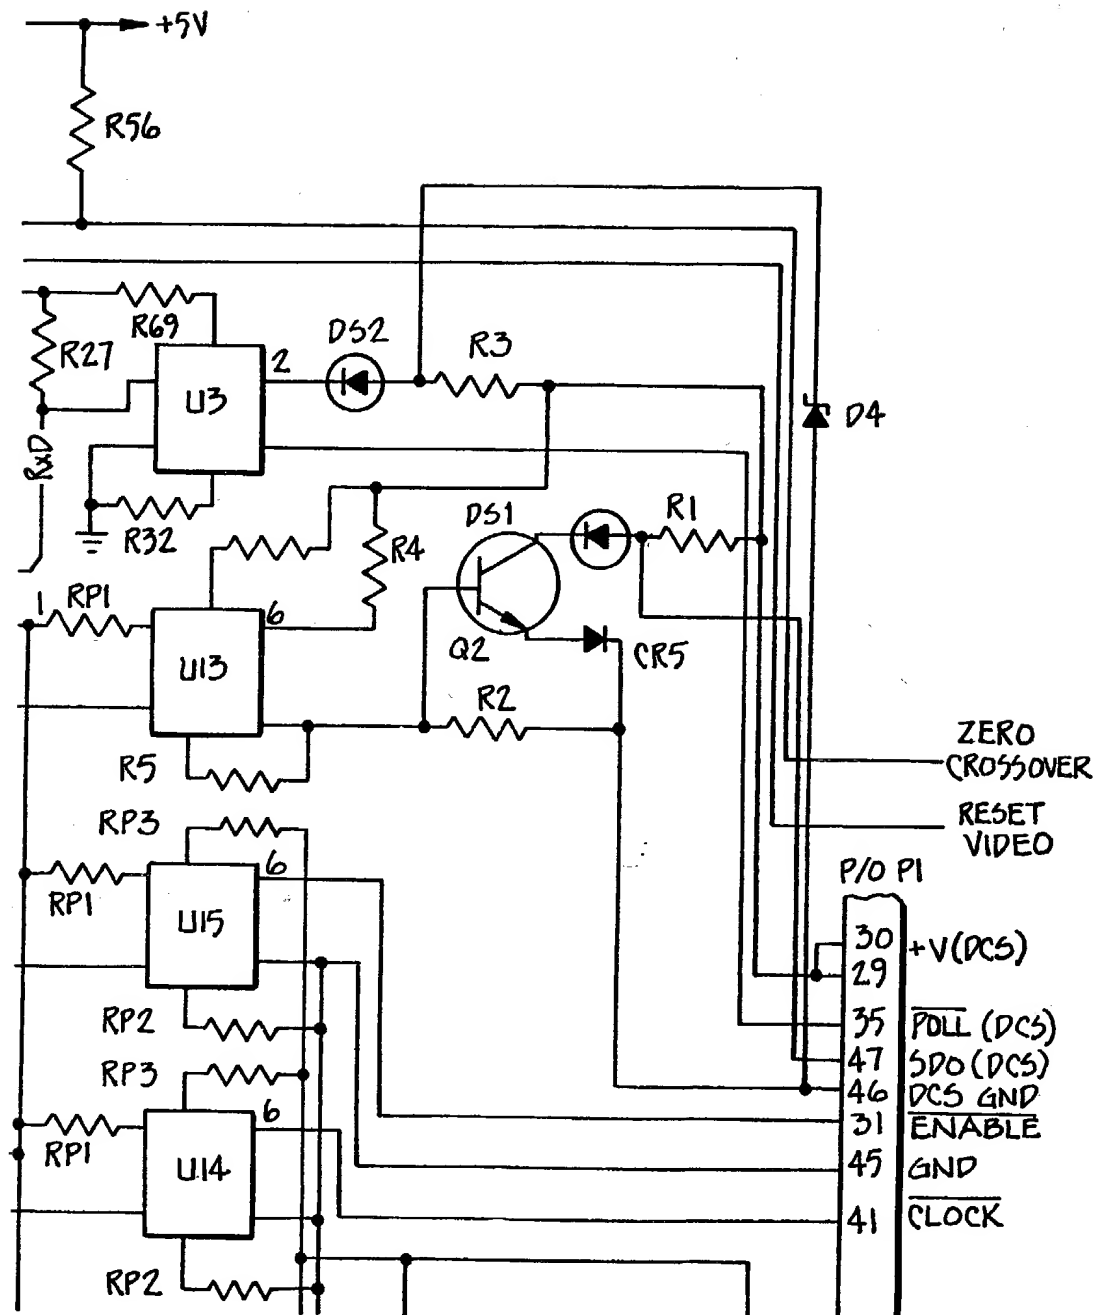 +5V
R56
R69
DS2
R3
R27
2
U3
D4
RxD
R32
DS1
R1
R4
1
RP1
6
U13
Q2
CR5
R2
R5
ZERO
CROSSOVER
RP3
RESET
VIDEO
6
RP1
U15
P/O P1
30
+V(DCS)
29
RP2
35
POLL (DCS)
47
SDO (DCS)
RP3
46
DCS GND
6
31
ENABLE
RP1
U14
45
GND
41
CLOCK
RP2